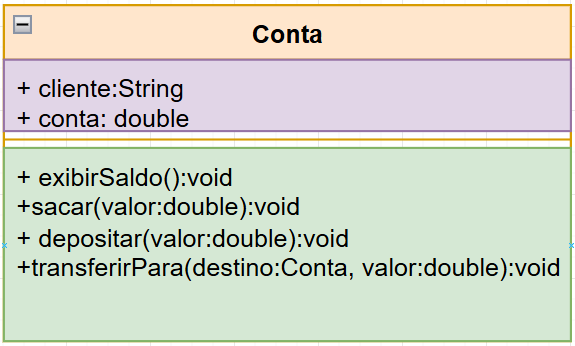 Conta
+ cliente:String
+ conta: double
+ exibirSaldo():void
+sacar(valor:double):void
+ depositar(valor:double):void
+transferirPara(destino:Conta, valor:double):void